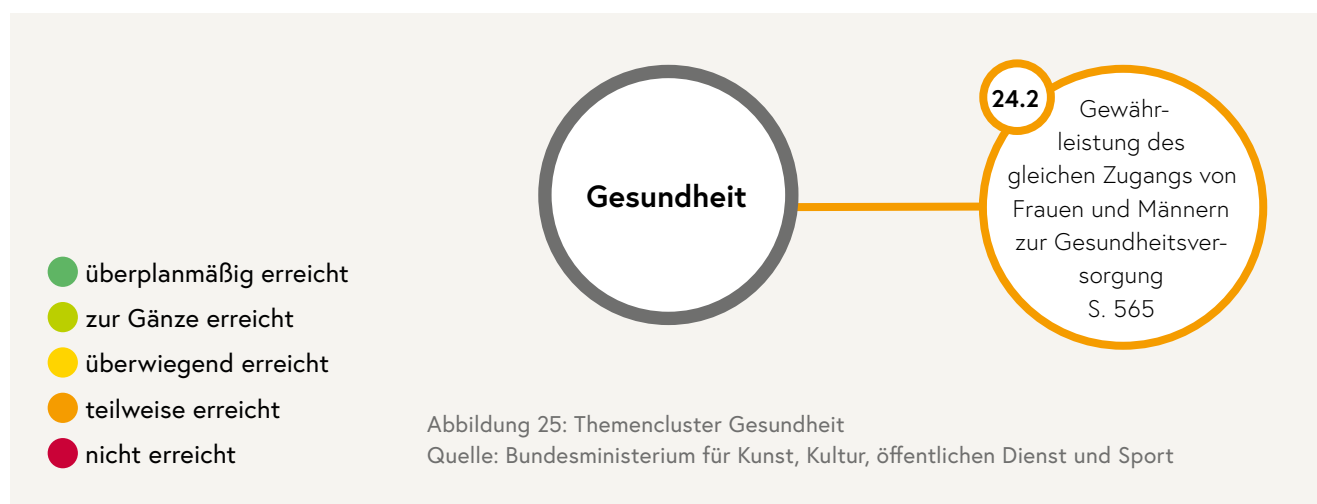 24.2
Gewähr-
leistung des
gleichen Zugangs von
Frauen und Männern
zur Gesundheitsver-
sorgung
S. 565
Gesundheit
überplanmäßig erreicht
zur Gänze erreicht
überwiegend erreicht
teilweise erreicht
nicht erreicht
Abbildung 25: Themencluster Gesundheit
Quelle: Bundesministerium für Kunst, Kultur, öffentlichen Dienst und Sport